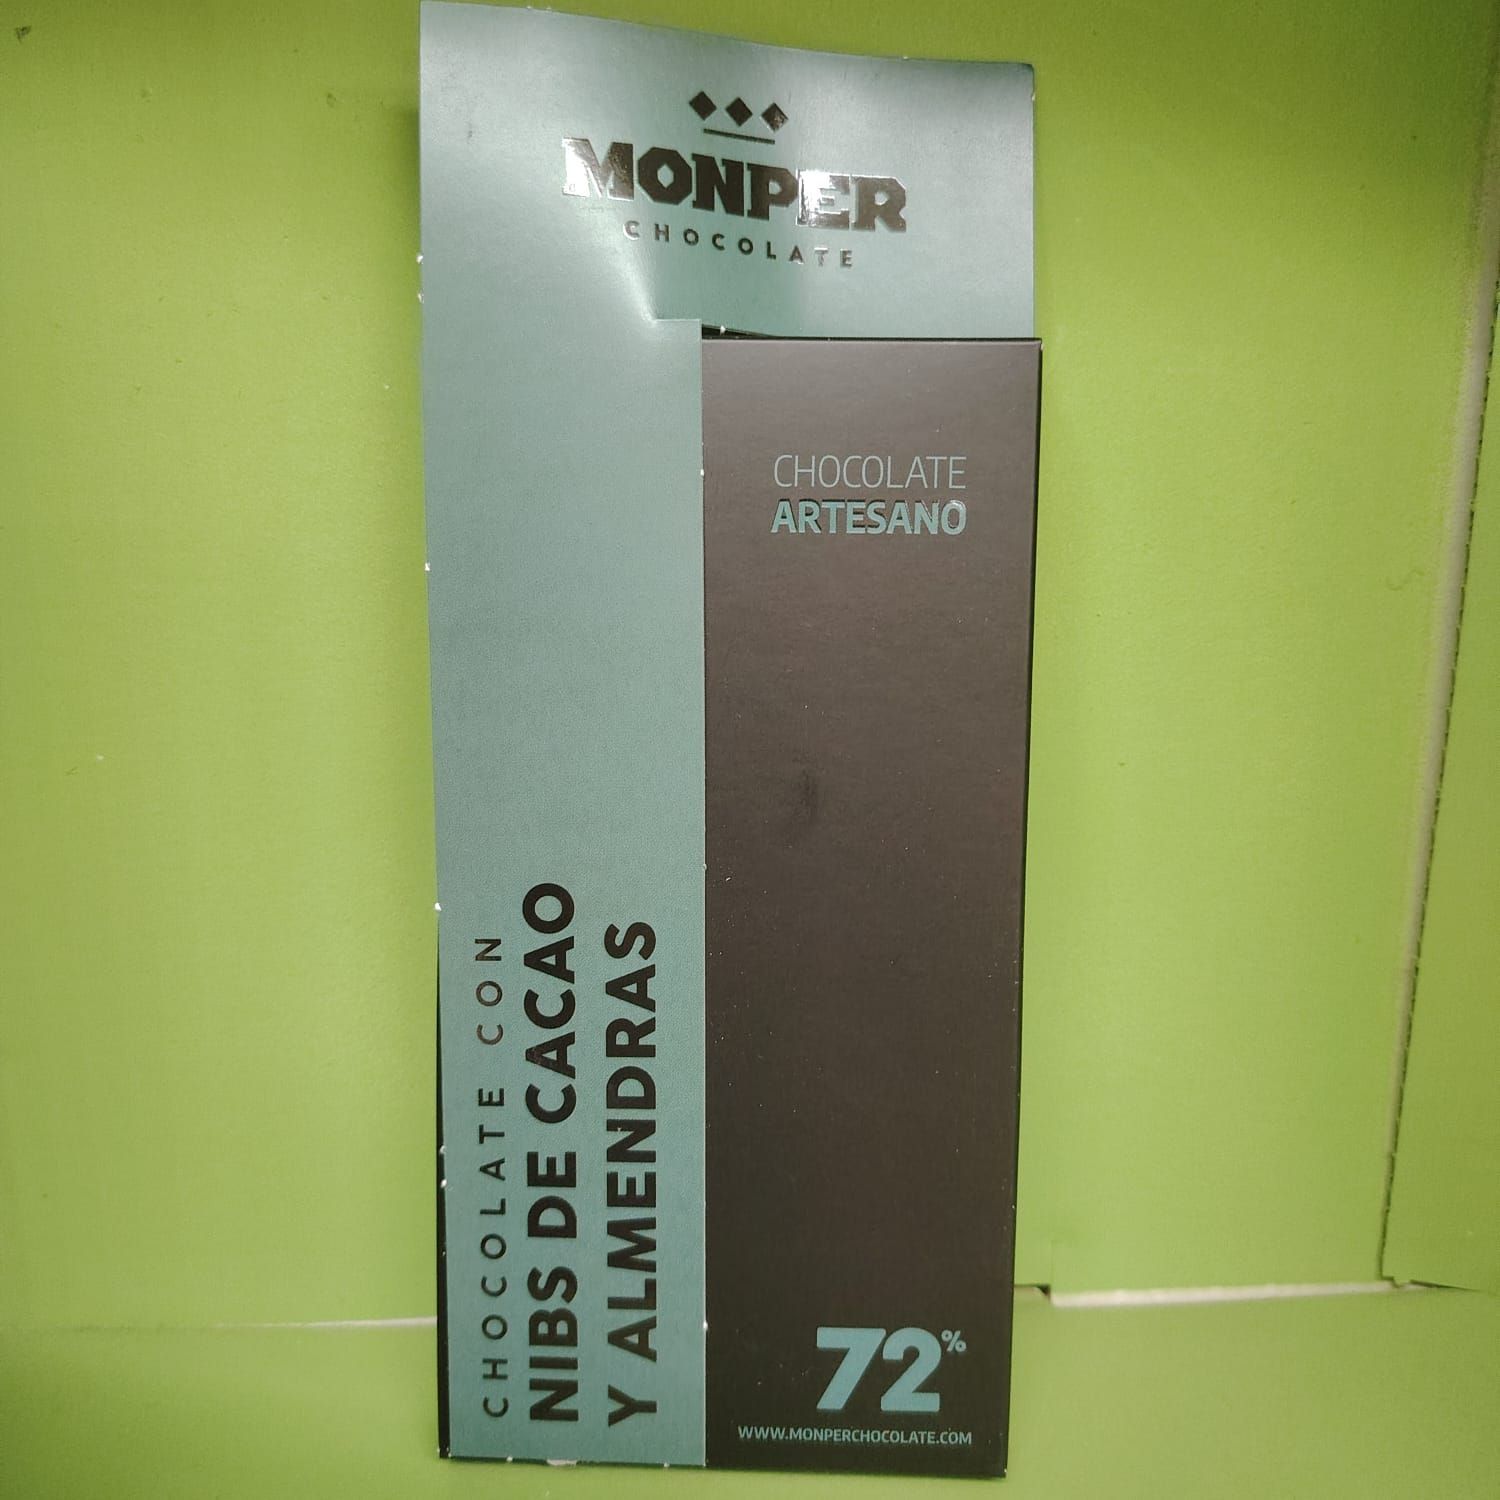 MONPER
CHOCOLATE
CHOCOLATE
ARTESANO
CHOCOLATE CON
NIBS DE CACAO
Y ALMENDRAS
72%
WWW.MONPERCHOCOLATE.COM